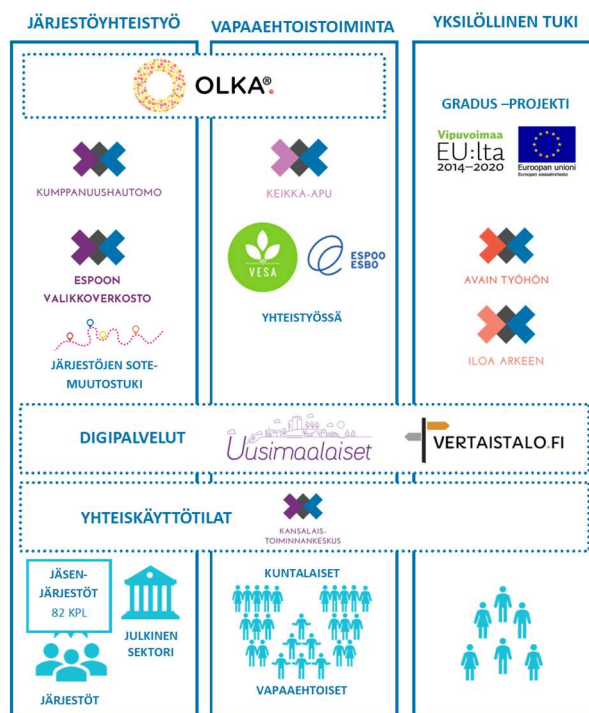 JÄRJESTÖYHTEISTYÖ
VAPAAEHTOISTOIMINTA
YKSILÖLLINEN TUKI
OLKA®.
GRADUS –PROJEKTI
Vipuvoimaa
EU:lta
2014–2020
Euroopan unioni
Euroopan sosiaalirahasto
KUMPPANUUSHAUTOMO
KEIKKA-APU
ESPOON
VALIKKOVERKOSTO
VESA
ESPOO
ESBO
YHTEISTYÖSSÄ
AVAIN TYÖHÖN
JÄRJESTÖJEN SOTE-
MUUTOSTUKI
ILOA ARKEEN
DIGIPALVELUT
Uusimaalaiset
VERTAISTALO.FI
YHTEISKÄYTTÖTILAT
KANSALAIS-
TOIMINNANKESKUS
JÄSEN-
JÄRJESTÖT
82 KPL
JULKINEN
SEKTORI
JÄRJESTÖT
KUNTALAISET
VAPAAEHTOISET